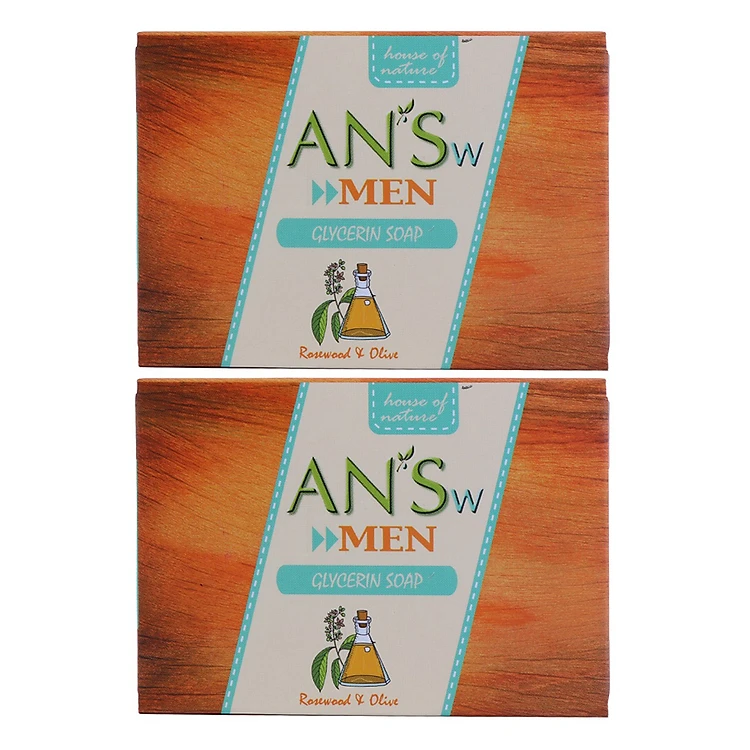 house of
nature
AN'Sw
MEN
GLYCERIN SOAP
Rosewood & Olive
house of
nature
AN'Sw
MEN
GLYCERIN SOAP
Rosewood & Olive